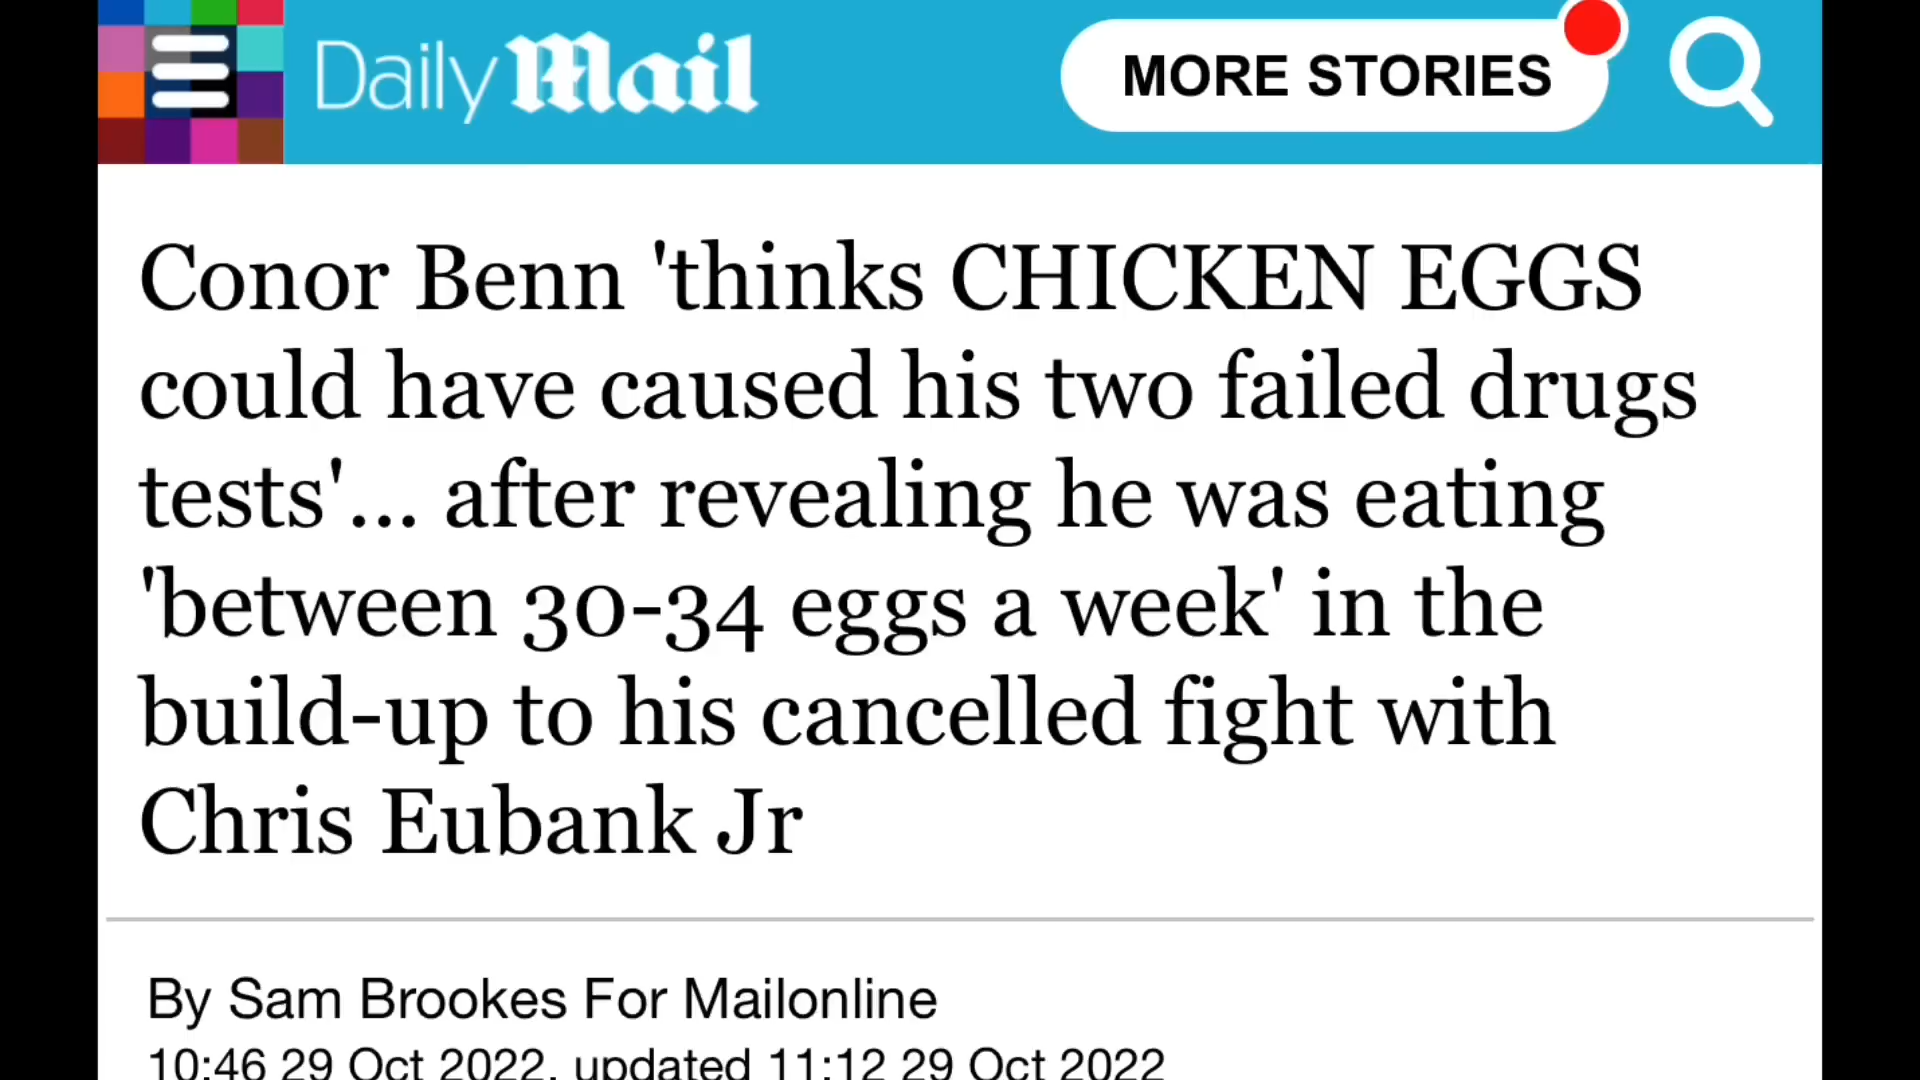 Daily Mail
MORE STORIES
Conor Benn 'thinks CHICKEN EGGS
could have caused his two failed drugs
tests'... after revealing he was eating
'between 30-34 eggs a week' in the
build-up to his cancelled fight with
Chris Eubank Jr
By Sam Brookes For Mailonline
10:46 29 Oct 2022, updated 11:12 29 Oct 2022